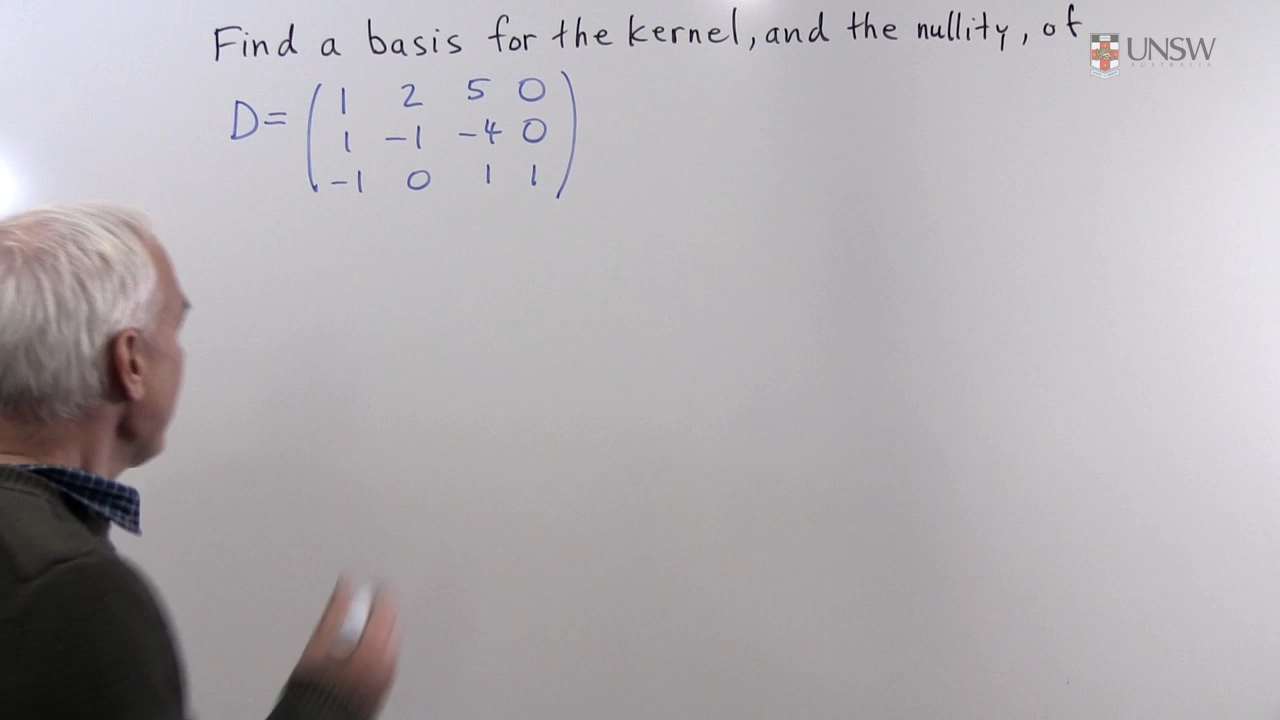 Find a basis for the kernel, and the nullity, of
UNSW
AUSTRALIA
D= ( 1 2 5 0
1 -1 -4 0
-1 0 1 1 )